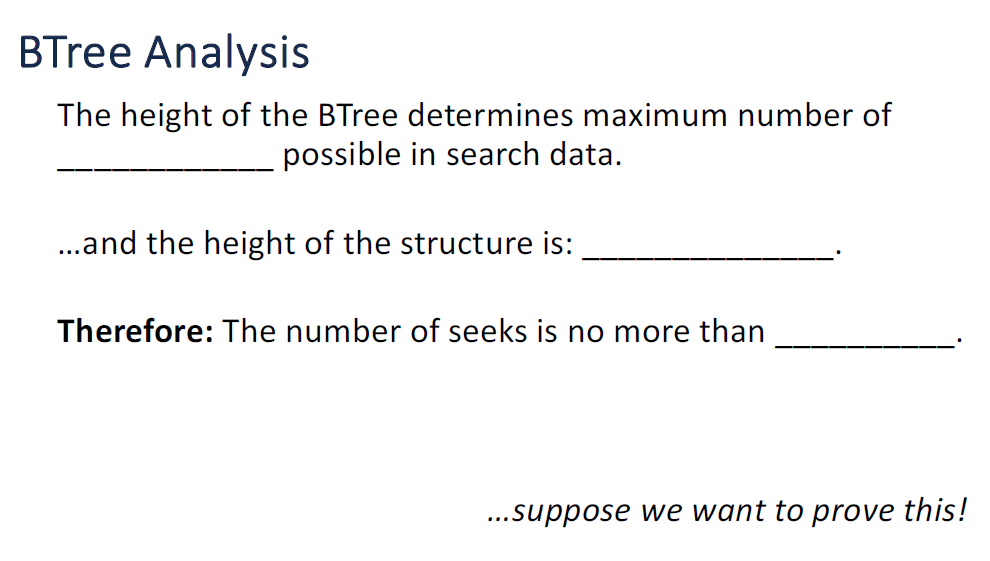 BTree Analysis
The height of the BTree determines maximum number of
____________ possible in search data.
…and the height of the structure is: ______________.
Therefore: The number of seeks is no more than __________.
…suppose we want to prove this!